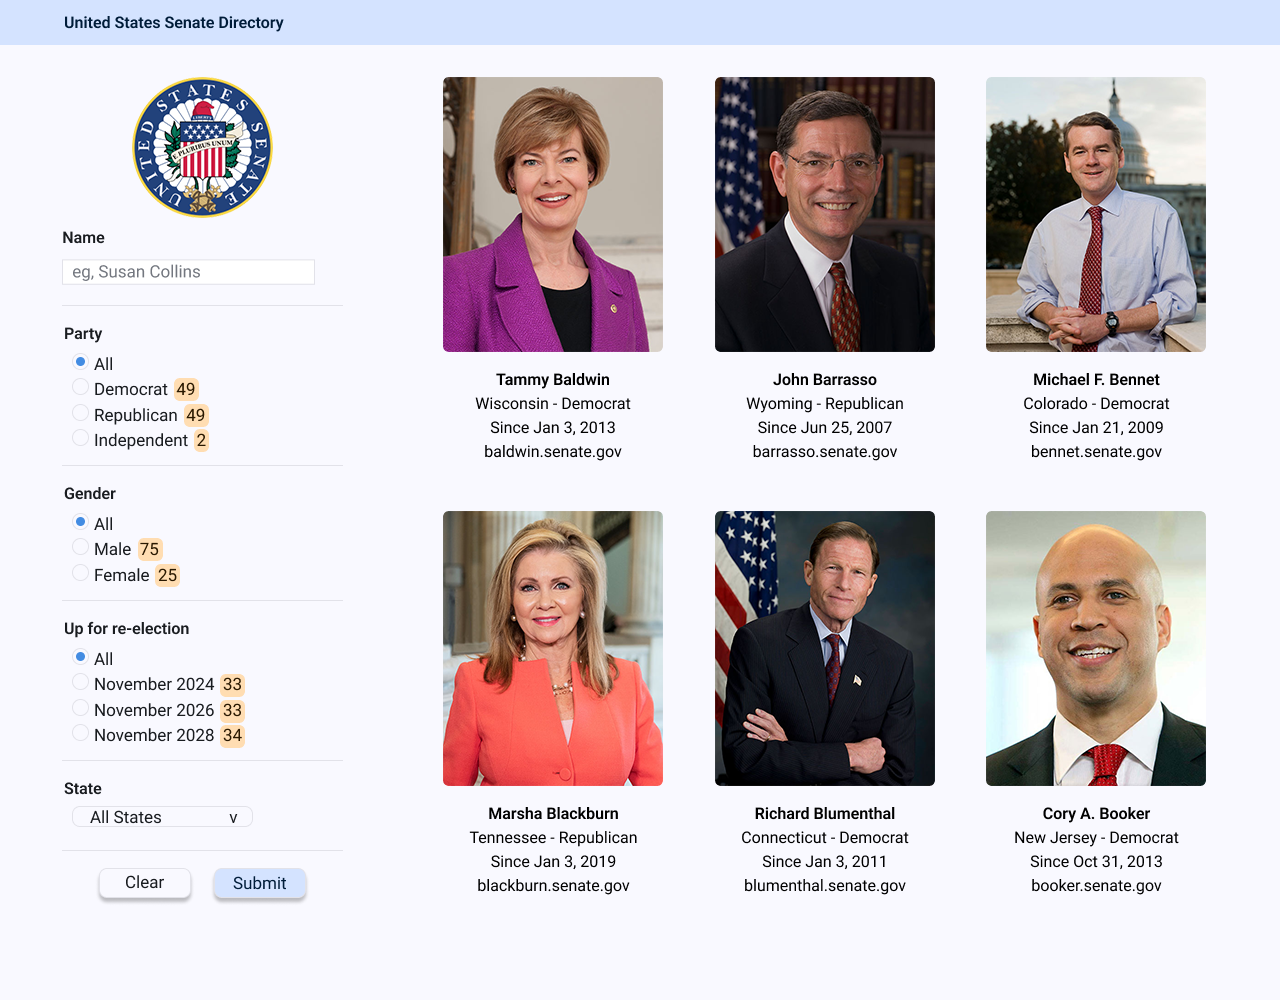 United States Senate Directory
UNITED STATES SENATE
LIBERTY
E PLURIBUS UNUM
Name
eg, Susan Collins
Party
All
Democrat 49
Republican 49
Independent 2
Gender
All
Male 75
Female 25
Up for re-election
All
November 2024 33
November 2026 33
November 2028 34
State
All States v
Clear Submit
Tammy Baldwin
Wisconsin - Democrat
Since Jan 3, 2013
baldwin.senate.gov
John Barrasso
Wyoming - Republican
Since Jun 25, 2007
barrasso.senate.gov
Michael F. Bennet
Colorado - Democrat
Since Jan 21, 2009
bennet.senate.gov
Marsha Blackburn
Tennessee - Republican
Since Jan 3, 2019
blackburn.senate.gov
Richard Blumenthal
Connecticut - Democrat
Since Jan 3, 2011
blumenthal.senate.gov
Cory A. Booker
New Jersey - Democrat
Since Oct 31, 2013
booker.senate.gov